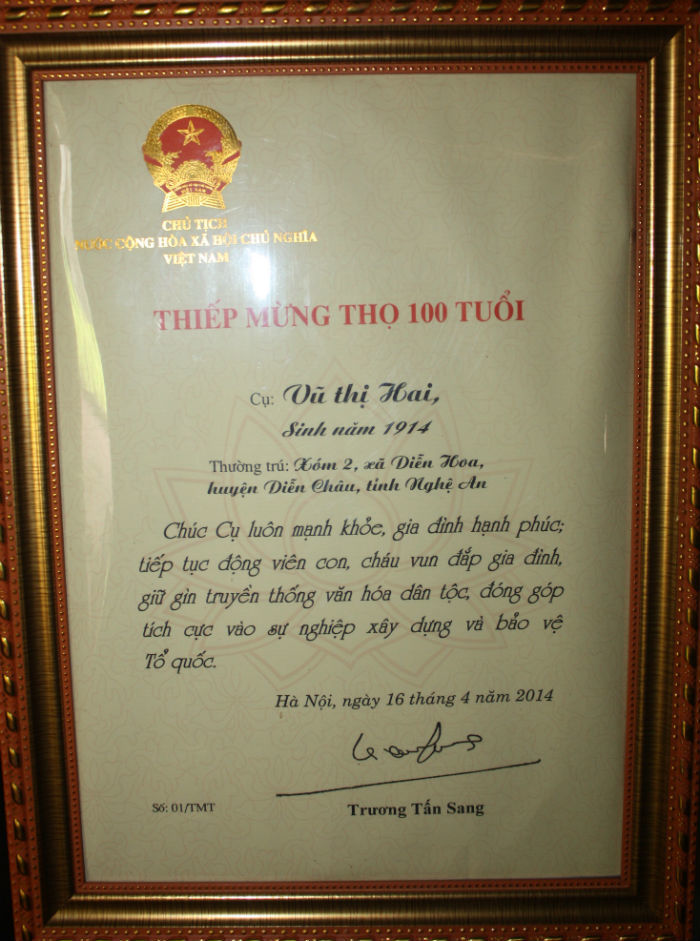 VIỆT NAM
CHỦ TỊCH
NƯỚC CỘNG HÒA XÃ HỘI CHỦ NGHĨA
VIỆT NAM
THIẾP MỪNG THỌ 100 TUỔI
Cụ: Vũ thị Hai,
Sinh năm 1914
Thường trú: Xóm 2, xã Diễn Hoa,
huyện Diễn Châu, tỉnh Nghệ An
Chúc Cụ luôn mạnh khỏe, gia đình hạnh phúc;
tiếp tục động viên con, cháu vun đắp gia đình,
giữ gìn truyền thống văn hóa dân tộc, đóng góp
tích cực vào sự nghiệp xây dựng và bảo vệ
Tổ quốc.
Hà Nội, ngày 16 tháng 4 năm 2014
Số: 01/TMT
Trương Tấn Sang